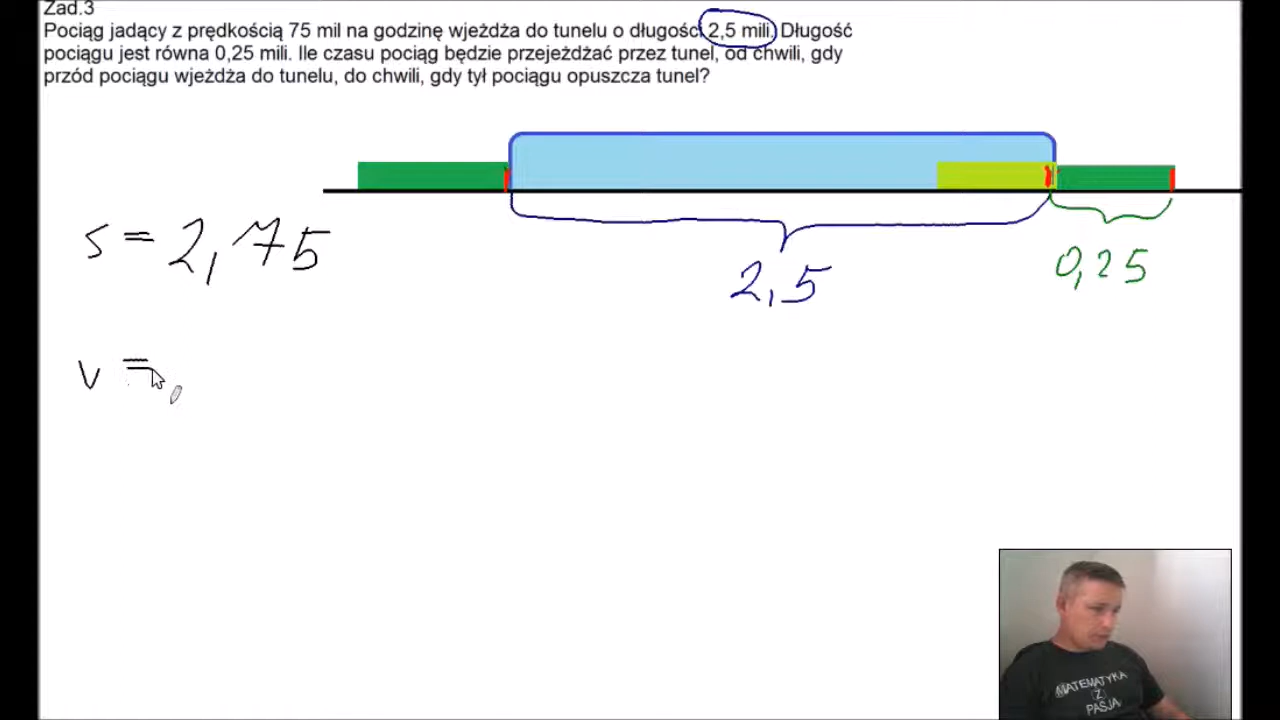 Zad.3
Pociąg jadący z prędkością 75 mil na godzinę wjeżdża do tunelu o długości 2,5 mili. Długość
pociągu jest równa 0,25 mili. Ile czasu pociąg będzie przejeżdżać przez tunel, od chwili, gdy
przód pociągu wjeżdża do tunelu, do chwili, gdy tył pociągu opuszcza tunel?
s = 2,75
2,5
0,25
v =
MATEMATYKA
Z
PASJĄ